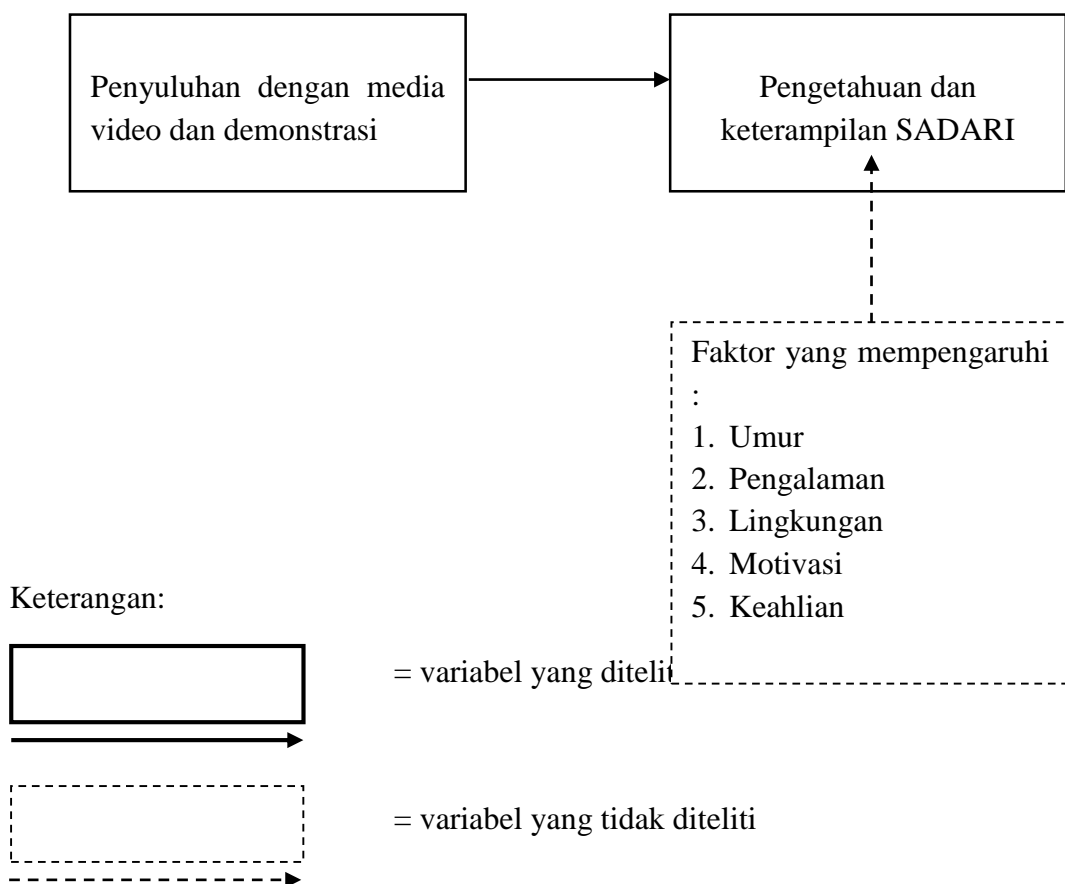 Penyuluhan dengan media
video dan demonstrasi
Pengetahuan dan
keterampilan SADARI
Faktor yang mempengaruhi
:
1. Umur
2. Pengalaman
3. Lingkungan
4. Motivasi
5. Keahlian
Keterangan:
= variabel yang
= variabel yang tidak diteliti